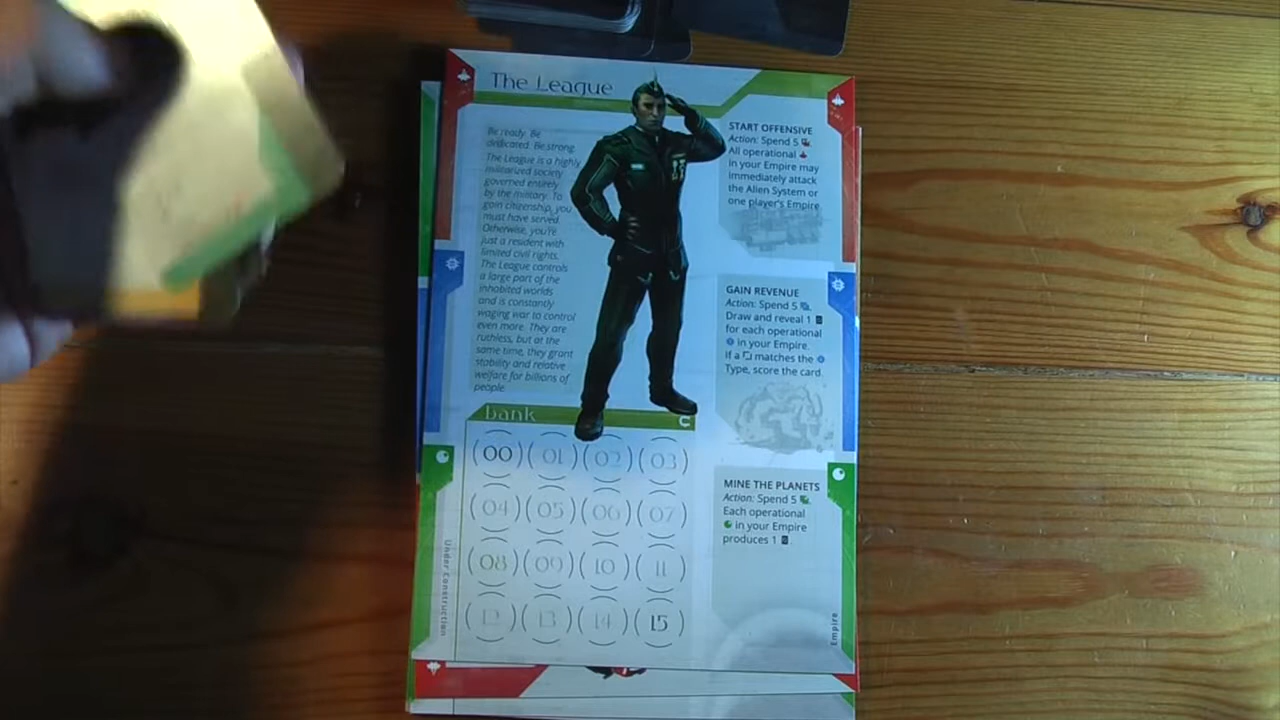 The League
Be ready. Be
dedicated. Be strong.
The League is a highly
militarized society
governed entirely
by the military. To
gain citizenship, you
must have served.
Otherwise, you're
just a resident with
limited civil rights.
The League controls
a large part of the
inhabited worlds
and is constantly
waging war to control
even more. They are
ruthless, but at the
same time, they grant
stability and relative
welfare for billions of
people.
START OFFENSIVE
Action: Spend 5
All operational
in your Empire may
immediately attack
the Alien System or
one player's Empire
GAIN REVENUE
Action: Spend 5
Draw and reveal 1
for each operational
in your Empire.
If a matches the
Type, score the card.
MINE THE PLANETS
Action: Spend 5
Each operational
in your Empire
produces 1
bank
00 01 02 03
04 05 06 07
08 09 10 11
12 13 14 15
Under Construction
Empire